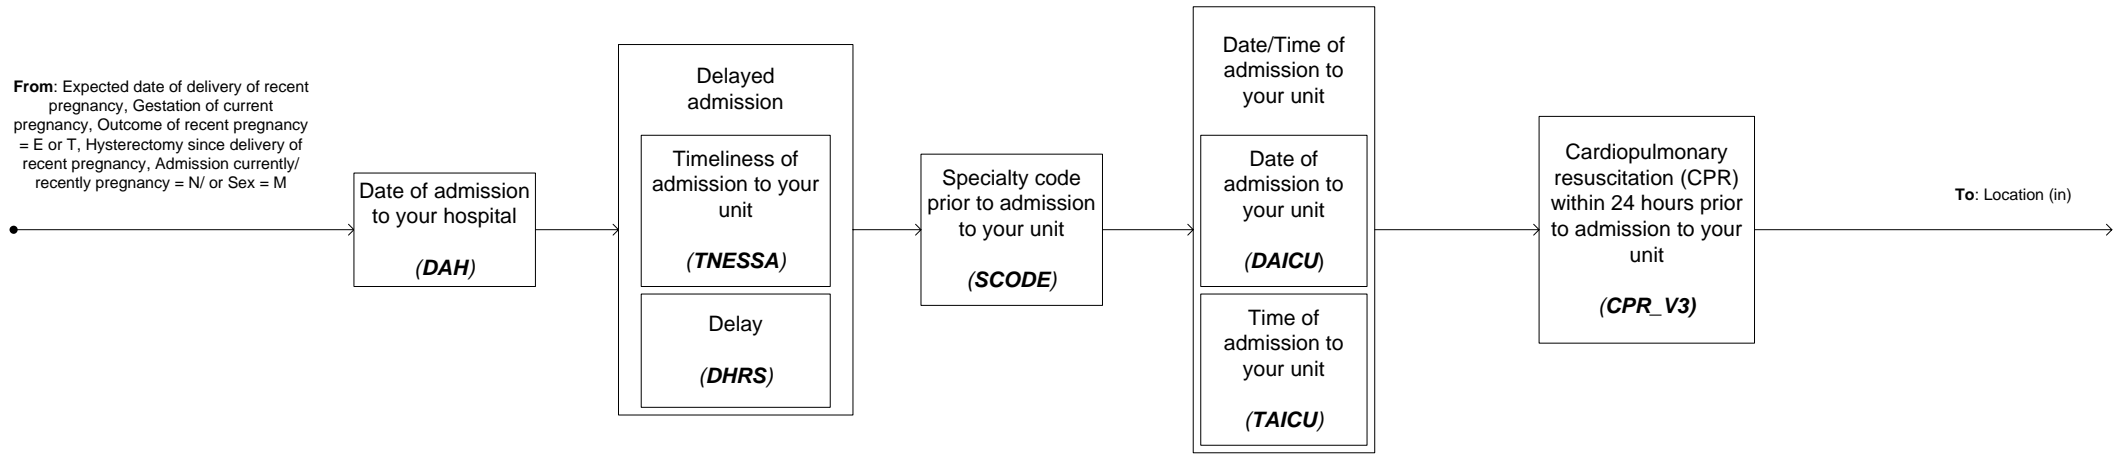 From: Expected date of delivery of recent
pregnancy, Gestation of current
pregnancy, Outcome of recent pregnancy
= E or T, Hysterectomy since delivery of
recent pregnancy, Admission currently/
recently pregnancy = N/ or Sex = M
Date of admission
to your hospital
(DAH)
Delayed
admission
Timeliness of
admission to your
unit
(TNESSA)
Delay
(DHRS)
Specialty code
prior to admission
to your unit
(SCODE)
Date/Time of
admission to
your unit
Date of
admission to
your unit
(DAICU)
Time of
admission to
your unit
(TAICU)
Cardiopulmonary
resuscitation (CPR)
within 24 hours prior
to admission to your
unit
(CPR_V3)
To: Location (in)